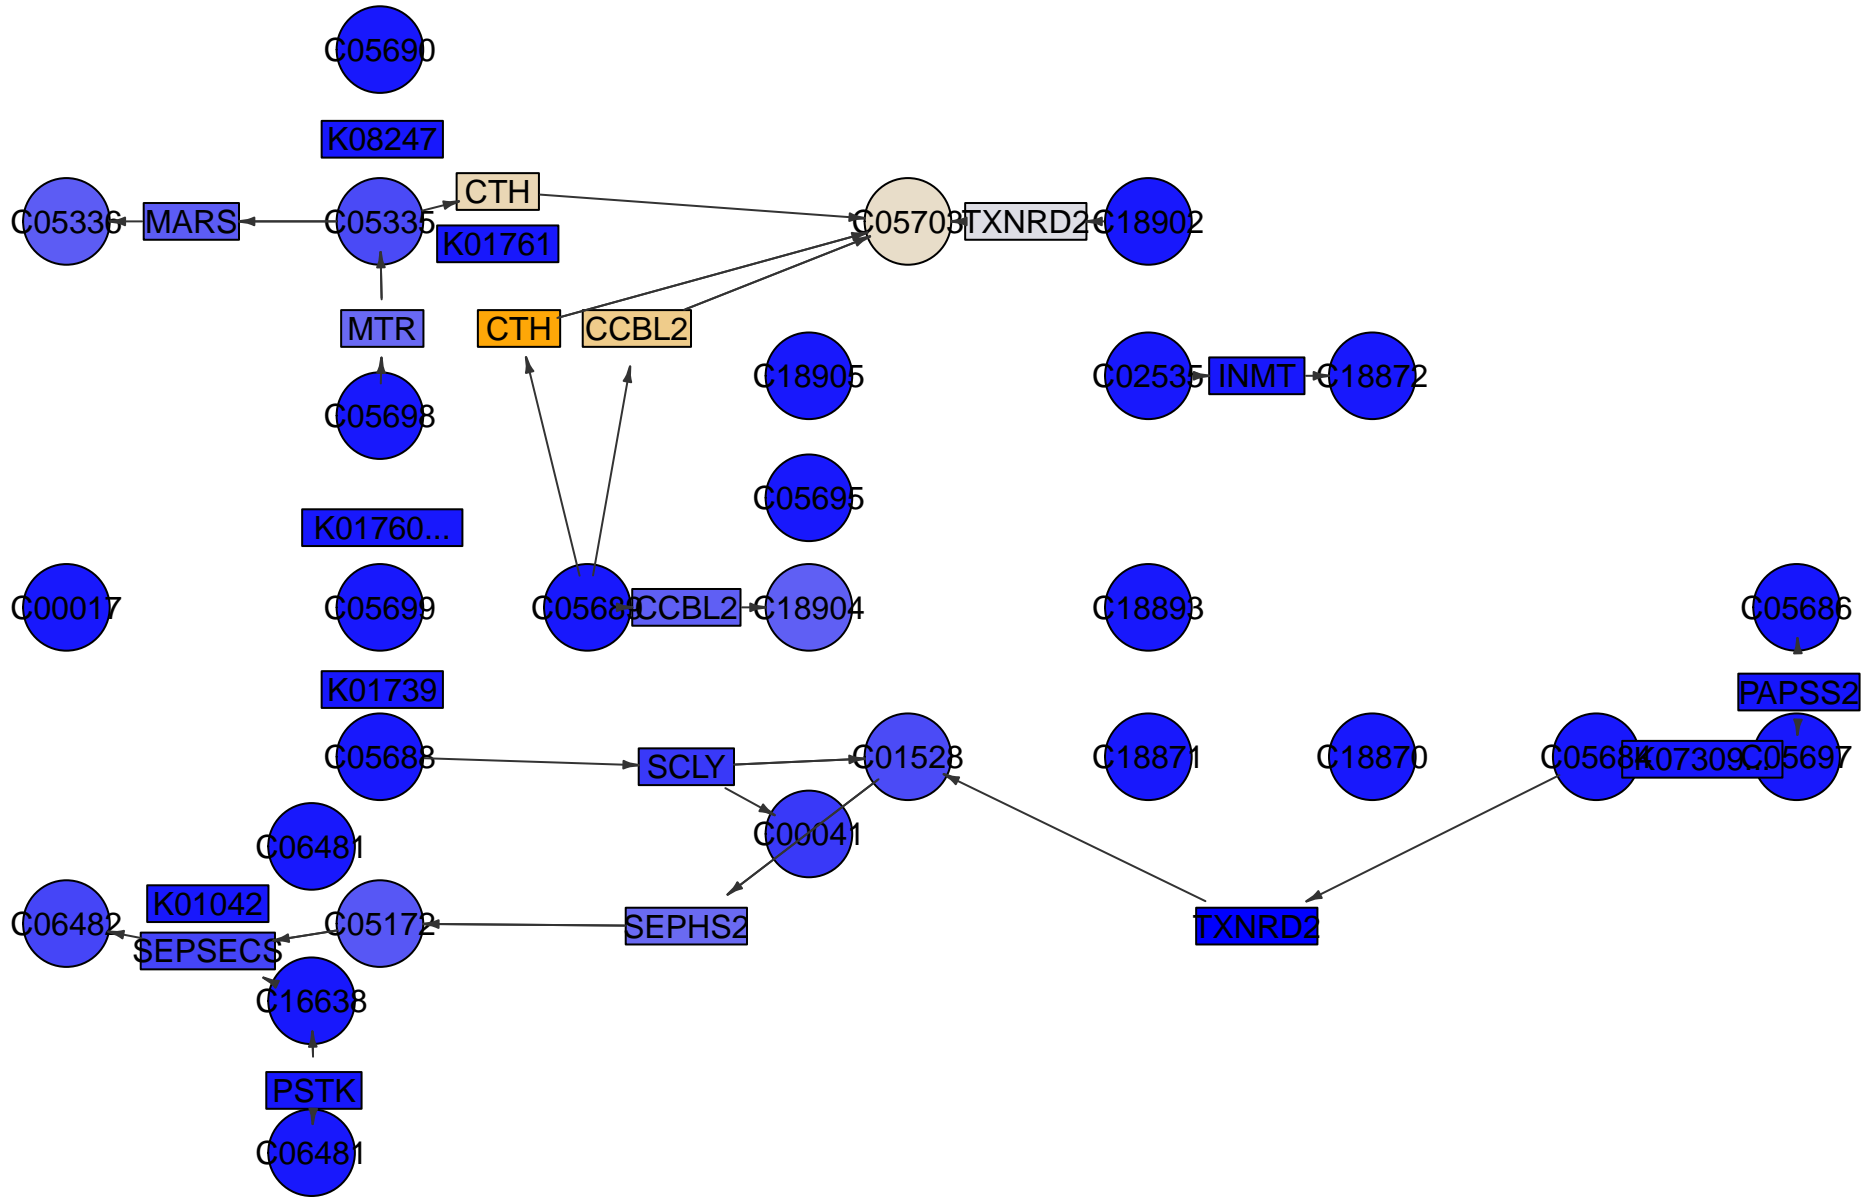 C05690
K08247
CTH
C05336
MARS
C05335
C05703
TXNRD2
C18902
K01761
MTR
CTH
CCBL2
C18905
C02535
INMT
C18872
C05698
C05695
K01760...
C00017
C05699
C05689
CCBL2
C18904
C18893
C05686
K01739
PAPSS2
C05688
SCLY
C01528
C18871
C18870
C05684
K07309...
C05697
C00041
C06481
K01042
C06482
SEPSECS
C05172
SEPHS2
TXNRD2
C16638
PSTK
C06481